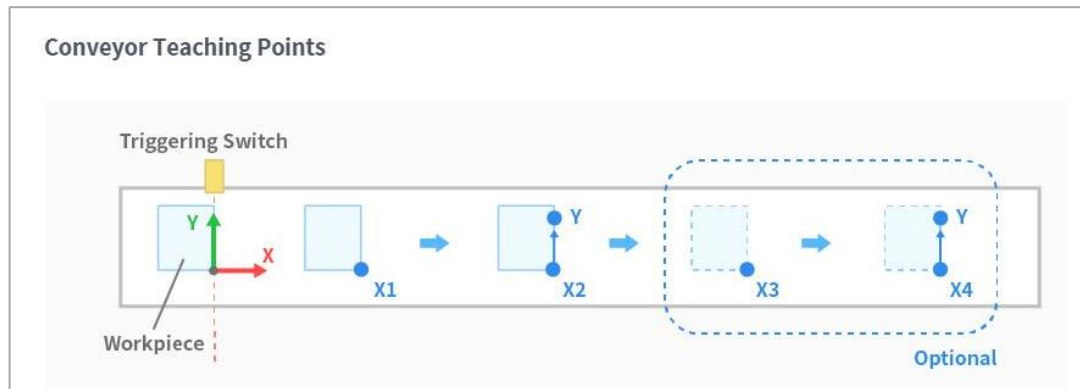 Conveyor Teaching Points
Triggering Switch
Y
X
Y
Y
X1
X2
X3
X4
Workpiece
Optional